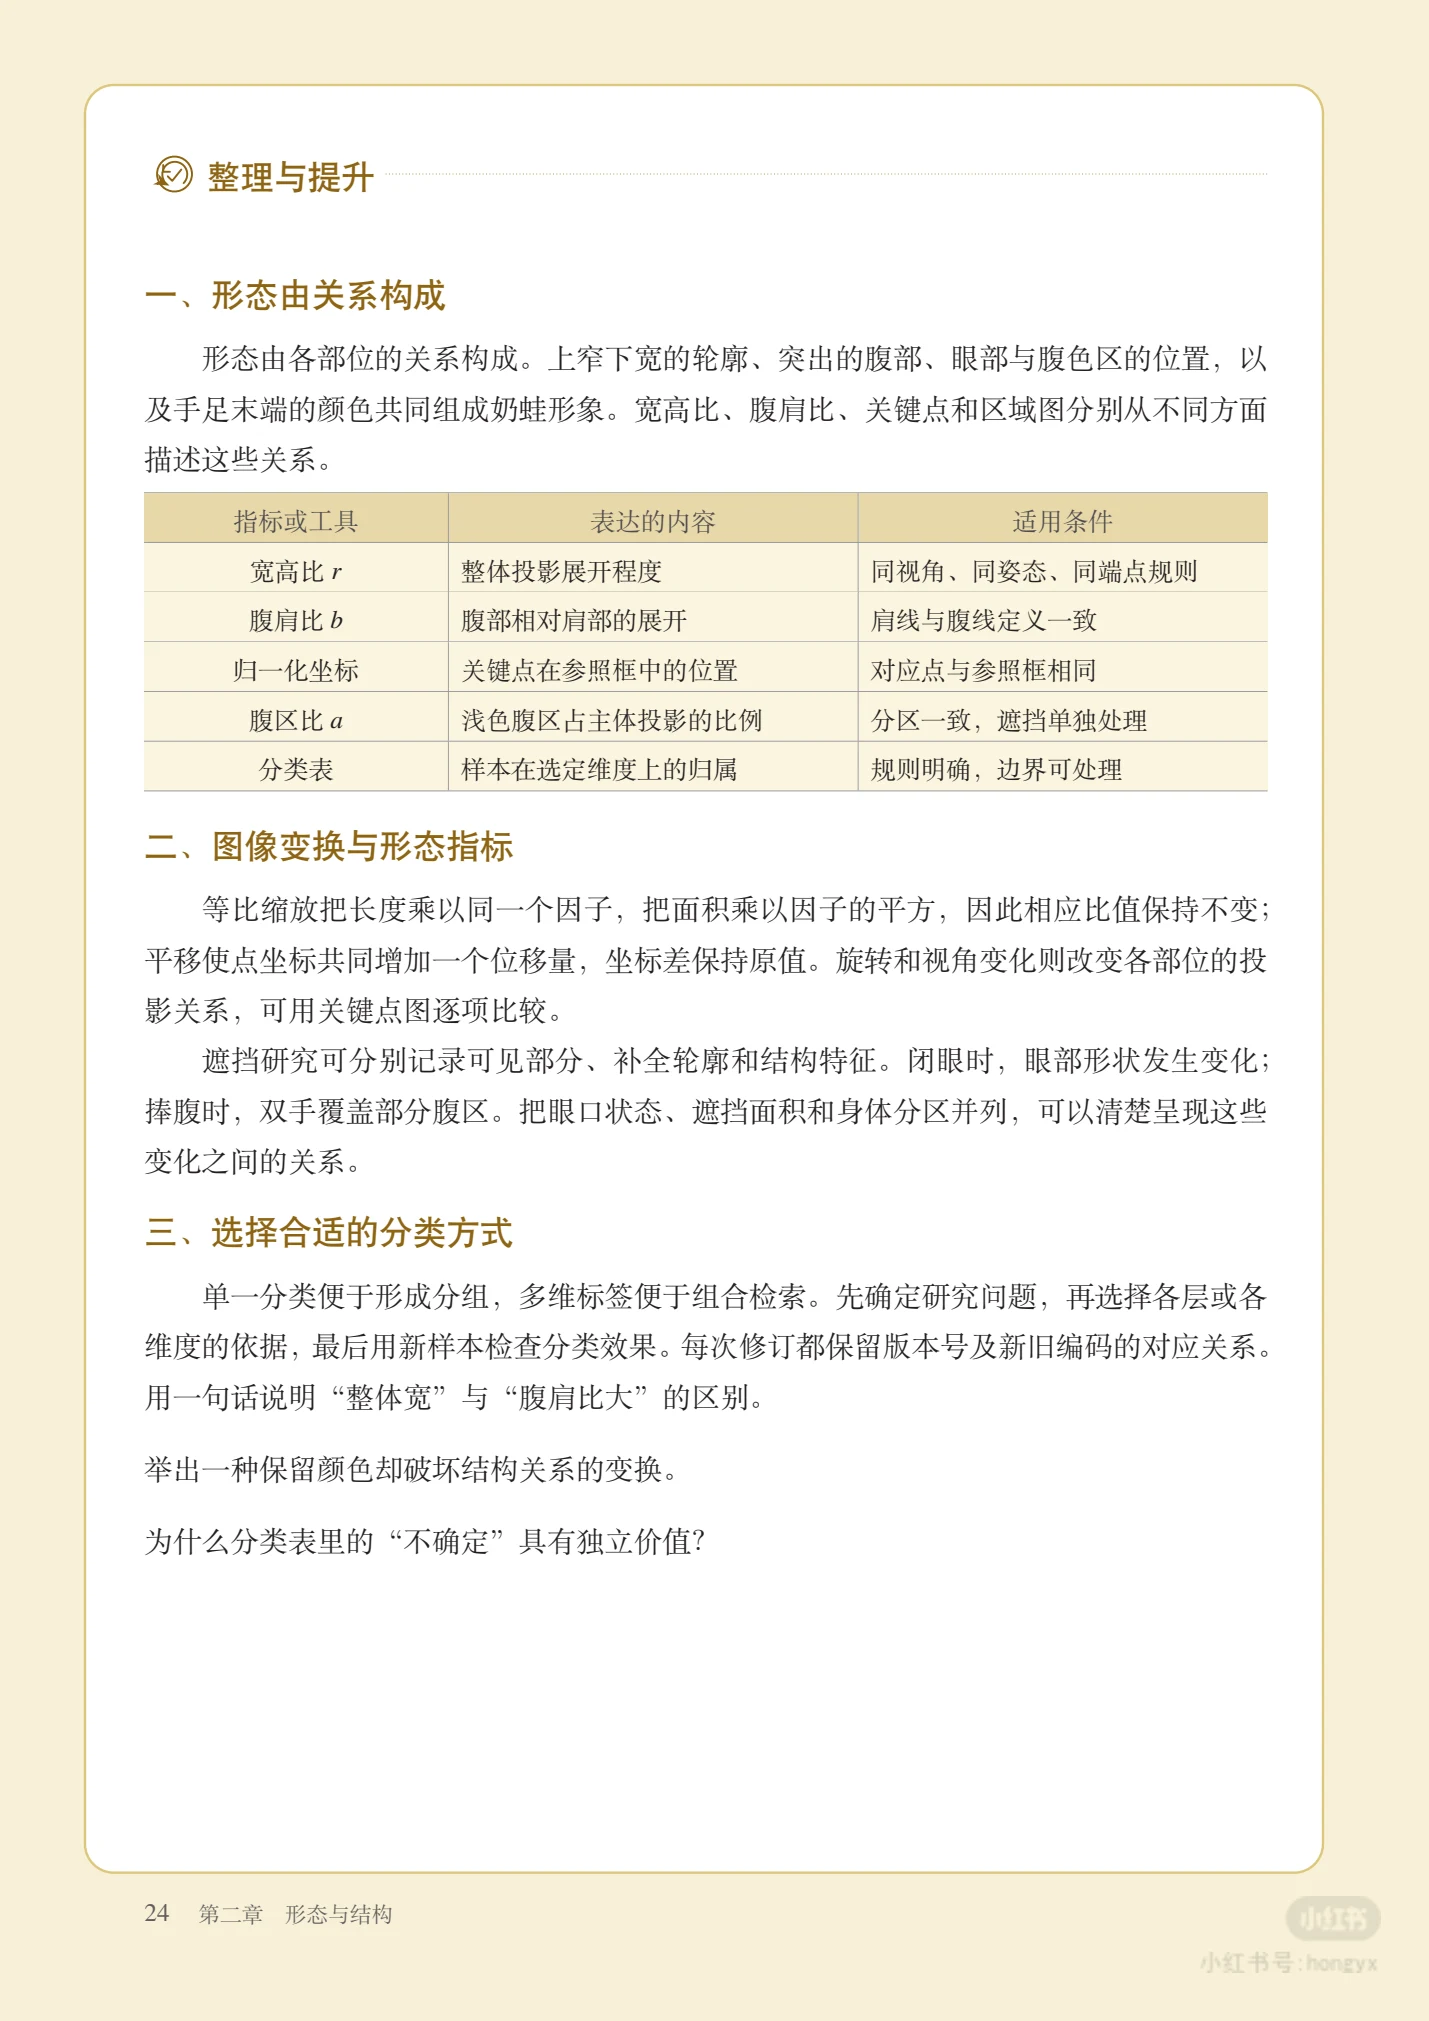 整理与提升
一、形态由关系构成
形态由各部位的关系构成。上窄下宽的轮廓、突出的腹部、眼部与腹色区的位置，以
及手足末端的颜色共同组成奶蛙形象。宽高比、腹肩比、关键点和区域图分别从不同方面
描述这些关系。
指标或工具 表达的内容 适用条件
宽高比 r 整体投影展开程度 同视角、同姿态、同端点规则
腹肩比 b 腹部相对肩部的展开 肩线与腹线定义一致
归一化坐标 关键点在参照框中的位置 对应点与参照框相同
腹区比 a 浅色腹区占主体投影的比例 分区一致，遮挡单独处理
分类表 样本在选定维度上的归属 规则明确，边界可处理
二、图像变换与形态指标
等比缩放把长度乘以同一个因子，把面积乘以因子的平方，因此相应比值保持不变；
平移使点坐标共同增加一个位移量，坐标差保持原值。旋转和视角变化则改变各部位的投
影关系，可用关键点图逐项比较。
遮挡研究可分别记录可见部分、补全轮廓和结构特征。闭眼时，眼部形状发生变化；
捧腹时，双手覆盖部分腹区。把眼口状态、遮挡面积和身体分区并列，可以清楚呈现这些
变化之间的关系。
三、选择合适的分类方式
单一分类便于形成分组，多维标签便于组合检索。先确定研究问题，再选择各层或各
维度的依据，最后用新样本检查分类效果。每次修订都保留版本号及新旧编码的对应关系。
用一句话说明“整体宽”与“腹肩比大”的区别。
举出一种保留颜色却破坏结构关系的变换。
为什么分类表里的“不确定”具有独立价值？
24 第二章 形态与结构
小红书
小红书号:hongyx